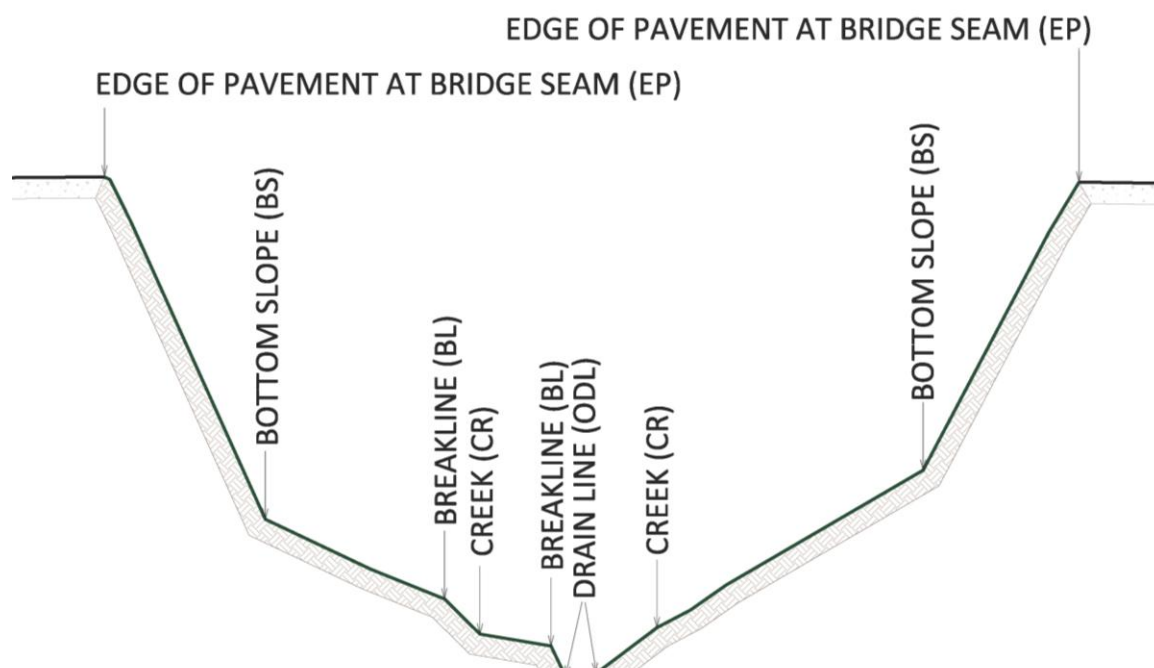 EDGE OF PAVEMENT AT BRIDGE SEAM (EP)
EDGE OF PAVEMENT AT BRIDGE SEAM (EP)
BOTTOM SLOPE (BS)
BREAKLINE (BL)
CREEK (CR)
BREAKLINE (BL)
DRAIN LINE (ODL)
CREEK (CR)
BOTTOM SLOPE (BS)